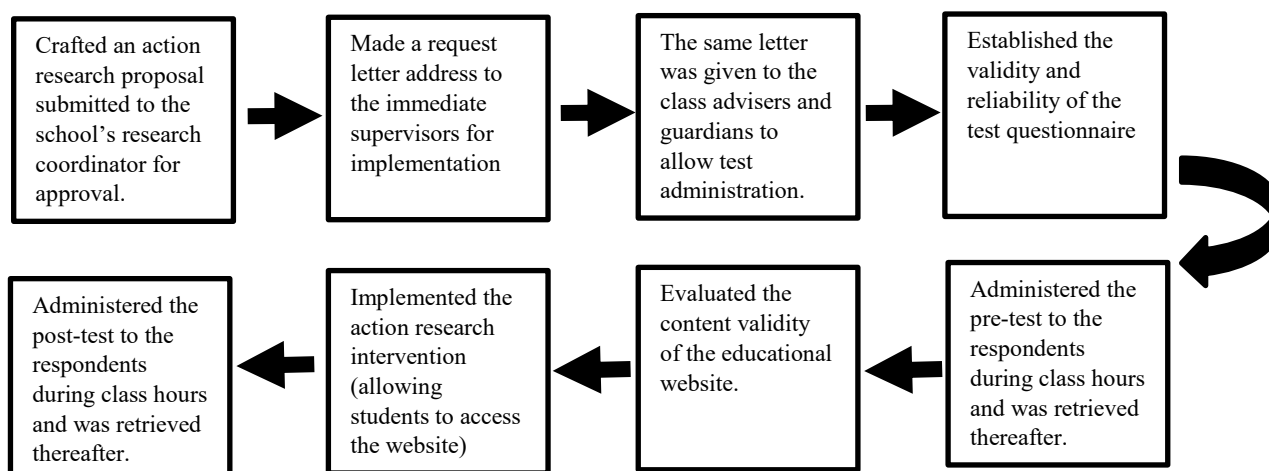 Crafted an action
research proposal
submitted to the
school’s research
coordinator for
approval.
Made a request
letter address to
the immediate
supervisors for
implementation
The same letter
was given to the
class advisers and
guardians to
allow test
administration.
Established the
validity and
reliability of the
test questionnaire
Administered the
pre-test to the
respondents
during class hours
and was retrieved
thereafter.
Evaluated the
content validity
of the educational
website.
Implemented the
action research
intervention
(allowing
students to access
the website)
Administered the
post-test to the
respondents
during class hours
and was retrieved
thereafter.